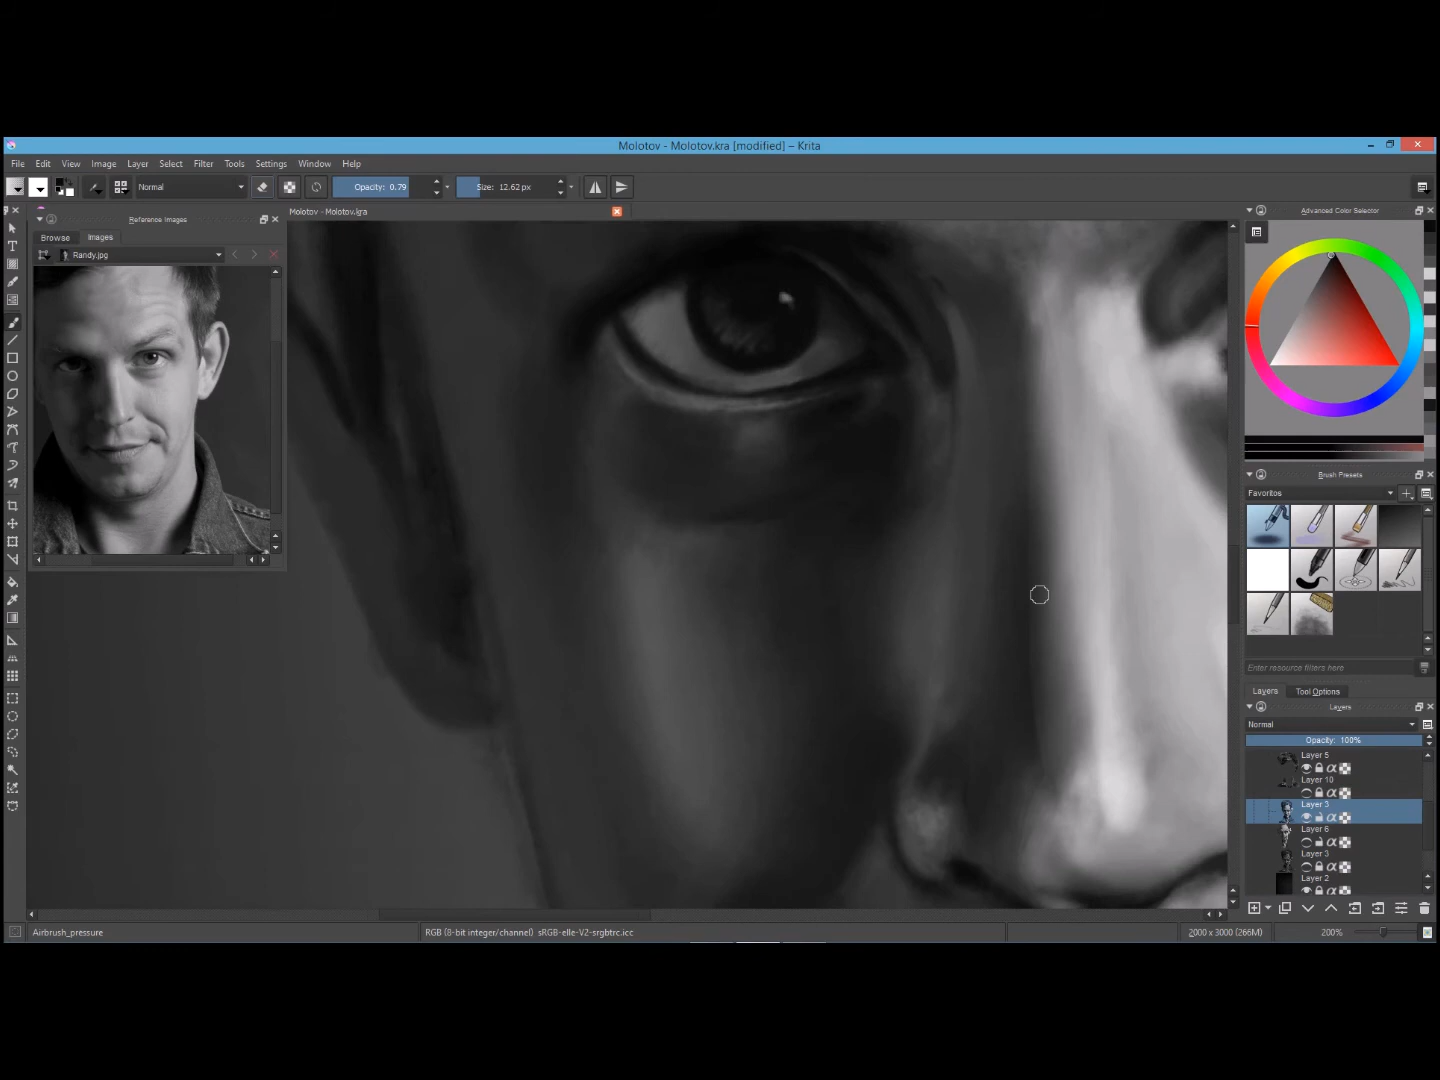 Molotov - Molotov.kra [modified] – Krita
File Edit View Image Layer Select Filter Tools Settings Window Help
Normal Opacity: 0.79 Size: 12.62 px
Reference Images
Molotov - Molotov.kra
Advanced Color Selector
Browse Images
Randy.jpg
Brush Presets
Favoritos
Enter resource filters here
Layers Tool Options
Layers
Normal
Opacity: 100%
Layer 5
Layer 10
Layer 3
Layer 6
Layer 3
Layer 2
Airbrush_pressure RGB (8-bit integer/channel) sRGB-elle-V2-srgbtrc.icc 2000 x 3000 (266M) 200%